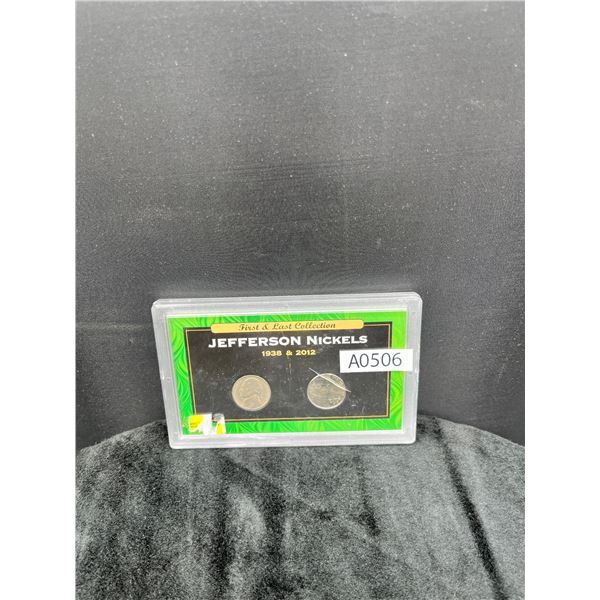 First & Last Collection
JEFFERSON NICKELS
1938 & 2012
A0506